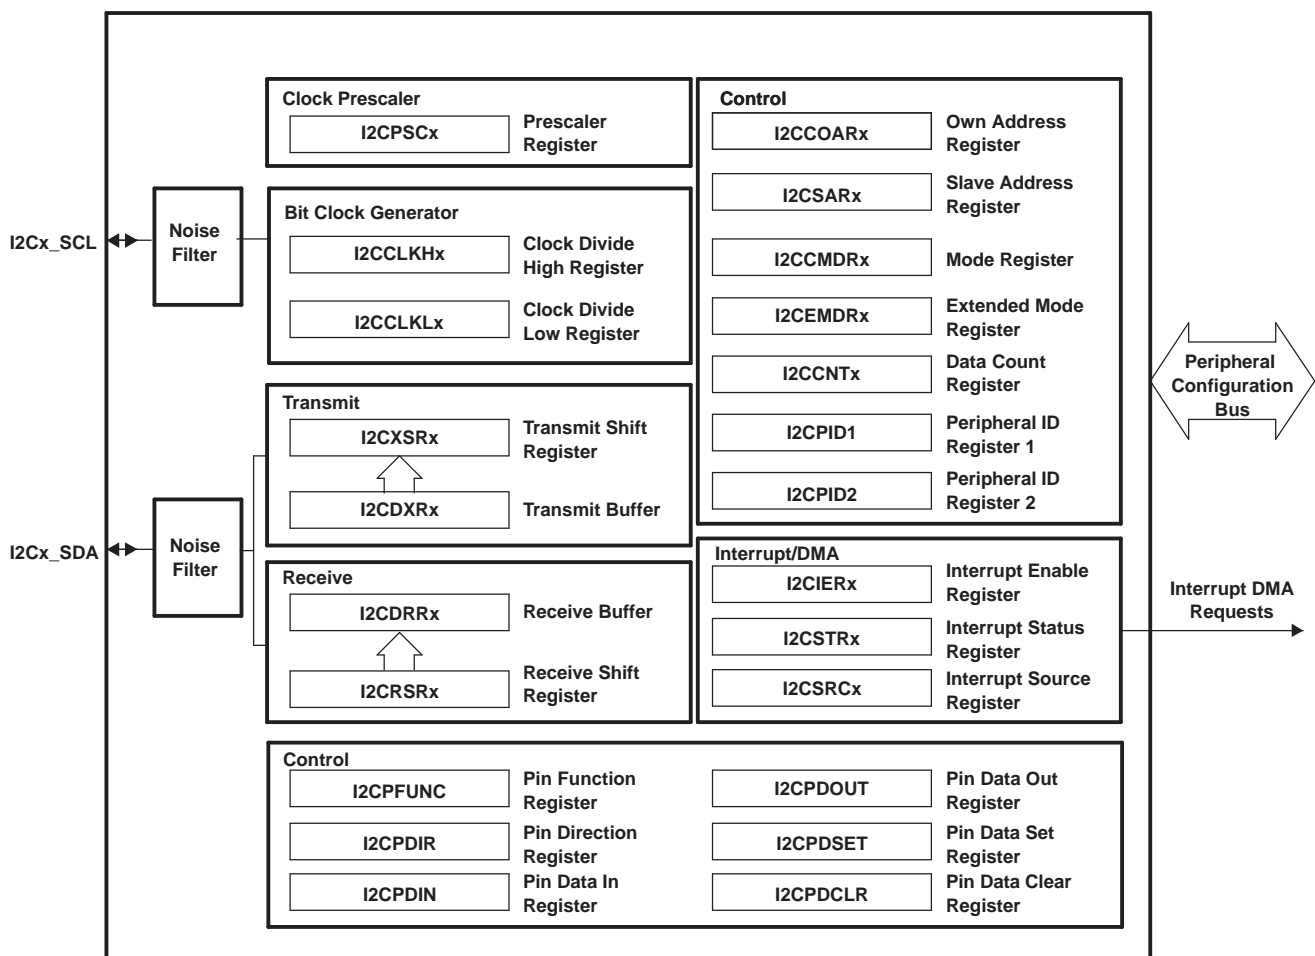 Clock Prescaler
I2CPSCx
Prescaler
Register
I2Cx_SCL
Noise
Filter
Bit Clock Generator
I2CCLKHx
Clock Divide
High Register
I2CCLKLx
Clock Divide
Low Register
Transmit
I2CXSRx
Transmit Shift
Register
I2CDXRx
Transmit Buffer
I2Cx_SDA
Noise
Filter
Receive
I2CDRRx
Receive Buffer
I2CRSRx
Receive Shift
Register
Control
I2CCOARx
Own Address
Register
I2CSARx
Slave Address
Register
I2CCMDRx
Mode Register
I2CEMDRx
Extended Mode
Register
I2CCNTx
Data Count
Register
I2CPID1
Peripheral ID
Register 1
I2CPID2
Peripheral ID
Register 2
Peripheral
Configuration
Bus
Interrupt/DMA
I2CIERx
Interrupt Enable
Register
I2CSTRx
Interrupt Status
Register
I2CSRCx
Interrupt Source
Register
Interrupt DMA
Requests
Control
I2CPFUNC
Pin Function
Register
I2CPDIR
Pin Direction
Register
I2CPDIN
Pin Data In
Register
I2CPDOUT
Pin Data Out
Register
I2CPDSET
Pin Data Set
Register
I2CPDCLR
Pin Data Clear
Register